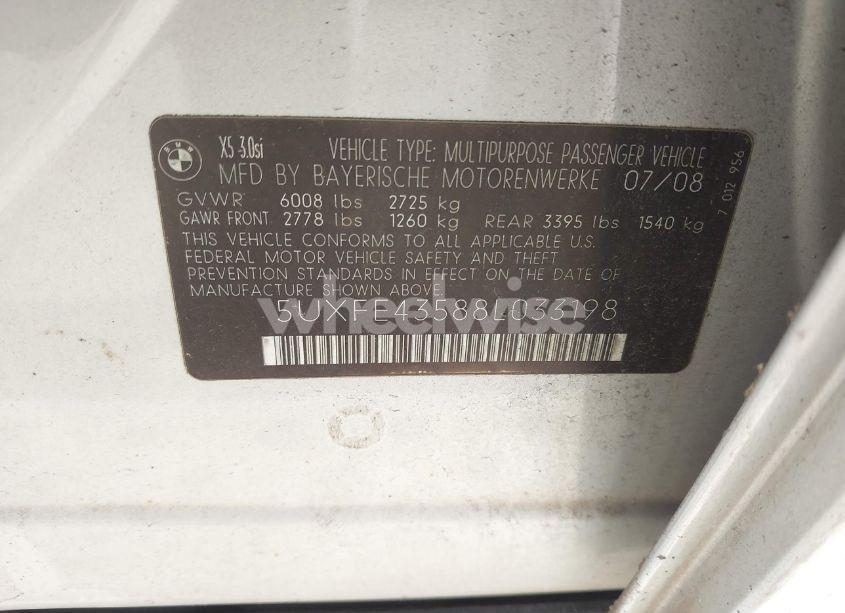 BMW
X5 3.0si
VEHICLE TYPE: MULTIPURPOSE PASSENGER VEHICLE
MFD BY BAYERISCHE MOTORENWERKE 07/08
GVWR 6008 lbs 2725 kg
GAWR FRONT 2778 lbs 1260 kg REAR 3395 lbs 1540 kg
THIS VEHICLE CONFORMS TO ALL APPLICABLE U.S.
FEDERAL MOTOR VEHICLE SAFETY AND THEFT
PREVENTION STANDARDS IN EFFECT ON THE DATE OF
MANUFACTURE SHOWN ABOVE
7 012 956
wheelwise